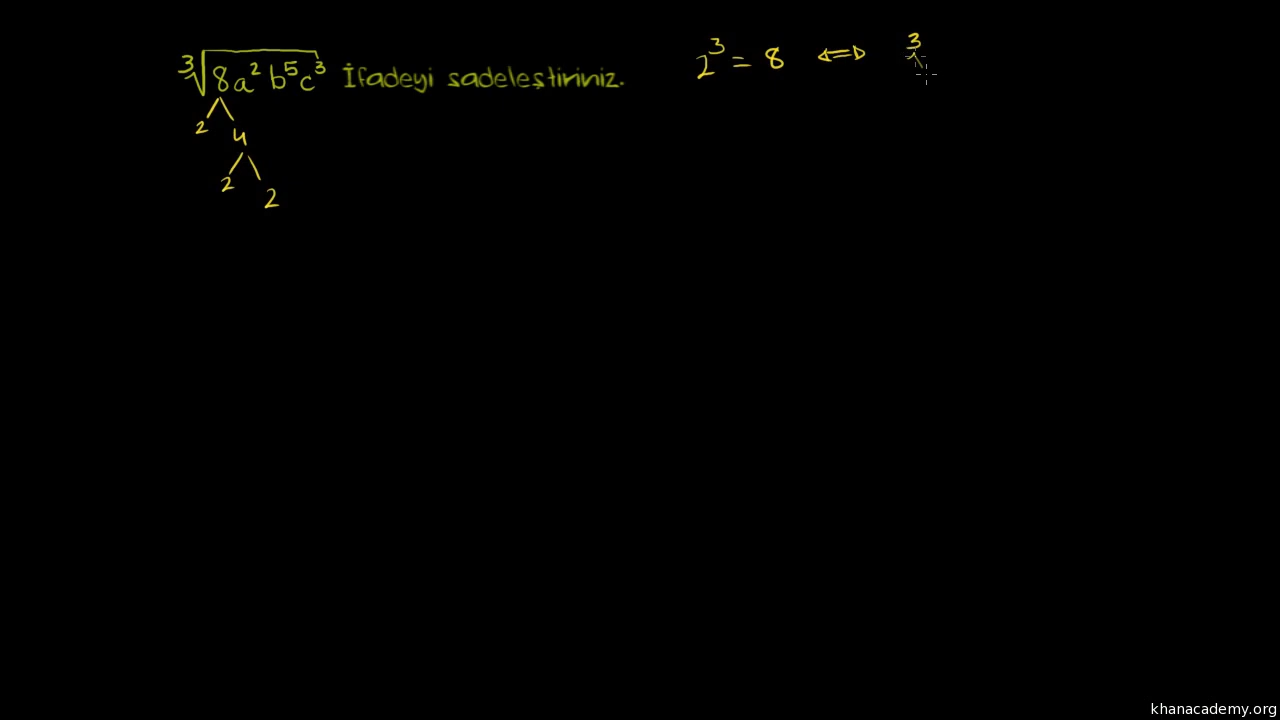 ∛(8a²b⁵c³) İfadeyi sadeleştiriniz.
2³ = 8 ⇔ ³√
2 4
2 2
khanacademy.org